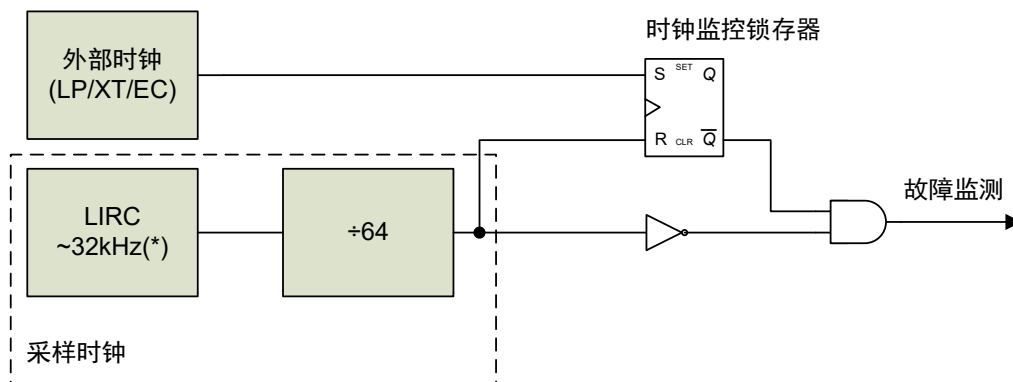 外部时钟
(LP/XT/EC)
时钟监控锁存器
S SET Q
R CLR Q
LIRC
~32kHz(*)
÷64
故障监测
采样时钟